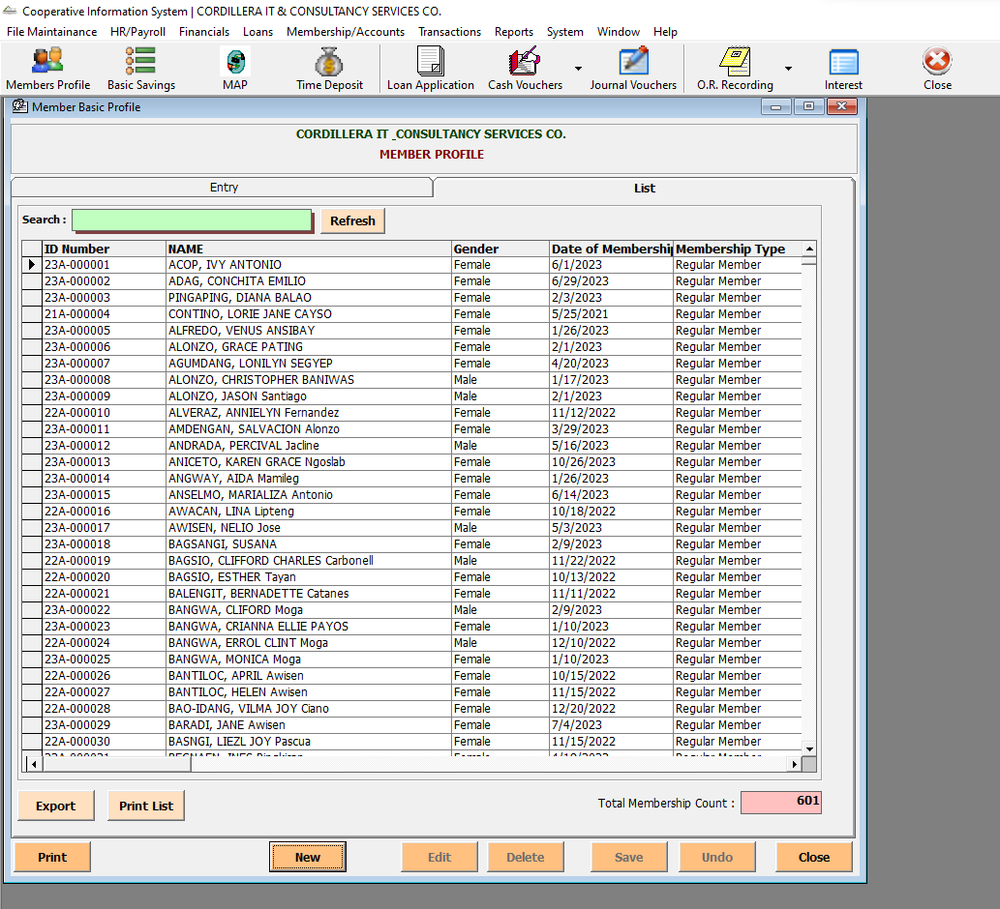 Cooperative Information System | CORDILLERA IT & CONSULTANCY SERVICES CO.
File Maintainance HR/Payroll Financials Loans Membership/Accounts Transactions Reports System Window Help
Members Profile Basic Savings MAP Time Deposit Loan Application Cash Vouchers Journal Vouchers O.R. Recording Interest Close
Member Basic Profile
CORDILLERA IT _CONSULTANCY SERVICES CO.
MEMBER PROFILE
Entry List
Search : Refresh
ID Number NAME Gender Date of Membership Membership Type
23A-000001 ACOP, IVY ANTONIO Female 6/1/2023 Regular Member
23A-000002 ADAG, CONCHITA EMILIO Female 6/29/2023 Regular Member
23A-000003 PINGAPING, DIANA BALAO Female 2/3/2023 Regular Member
21A-000004 CONTINO, LORIE JANE CAYSO Female 5/25/2021 Regular Member
23A-000005 ALFREDO, VENUS ANSIBAY Female 1/26/2023 Regular Member
23A-000006 ALONZO, GRACE PATING Female 2/1/2023 Regular Member
23A-000007 AGUMDANG, LONILYN SEGYEP Female 4/20/2023 Regular Member
23A-000008 ALONZO, CHRISTOPHER BANIWAS Male 1/17/2023 Regular Member
23A-000009 ALONZO, JASON Santiago Male 2/1/2023 Regular Member
22A-000010 ALVERAZ, ANNIELYN Fernandez Female 11/12/2022 Regular Member
23A-000011 AMDENGAN, SALVACION Alonzo Female 3/29/2023 Regular Member
23A-000012 ANDRADA, PERCIVAL Jacline Male 5/16/2023 Regular Member
23A-000013 ANICETO, KAREN GRACE Ngoslab Female 10/26/2023 Regular Member
23A-000014 ANGWAY, AIDA Mamileg Female 1/26/2023 Regular Member
23A-000015 ANSELMO, MARIALIZA Antonio Female 6/14/2023 Regular Member
22A-000016 AWACAN, LINA Lipteng Female 10/18/2022 Regular Member
23A-000017 AWISEN, NELIO Jose Male 5/3/2023 Regular Member
23A-000018 BAGSANGI, SUSANA Female 2/9/2023 Regular Member
22A-000019 BAGSIO, CLIFFORD CHARLES Carbonell Male 11/22/2022 Regular Member
22A-000020 BAGSIO, ESTHER Tayan Female 10/13/2022 Regular Member
22A-000021 BALENGIT, BERNADETTE Catanes Female 11/11/2022 Regular Member
23A-000022 BANGWA, CLIFORD Moga Male 2/9/2023 Regular Member
23A-000023 BANGWA, CRIANNA ELLIE PAYOS Female 1/10/2023 Regular Member
22A-000024 BANGWA, ERROL CLINT Moga Male 12/10/2022 Regular Member
23A-000025 BANGWA, MONICA Moga Female 1/10/2023 Regular Member
22A-000026 BANTILOC, APRIL Awisen Female 10/15/2022 Regular Member
22A-000027 BANTILOC, HELEN Awisen Female 11/15/2022 Regular Member
22A-000028 BAO-IDANG, VILMA JOY Ciano Female 12/20/2022 Regular Member
23A-000029 BARADI, JANE Awisen Female 7/4/2023 Regular Member
22A-000030 BASNGI, LIEZL JOY Pascua Female 11/15/2022 Regular Member
Export Print List Total Membership Count : 601
Print New Edit Delete Save Undo Close